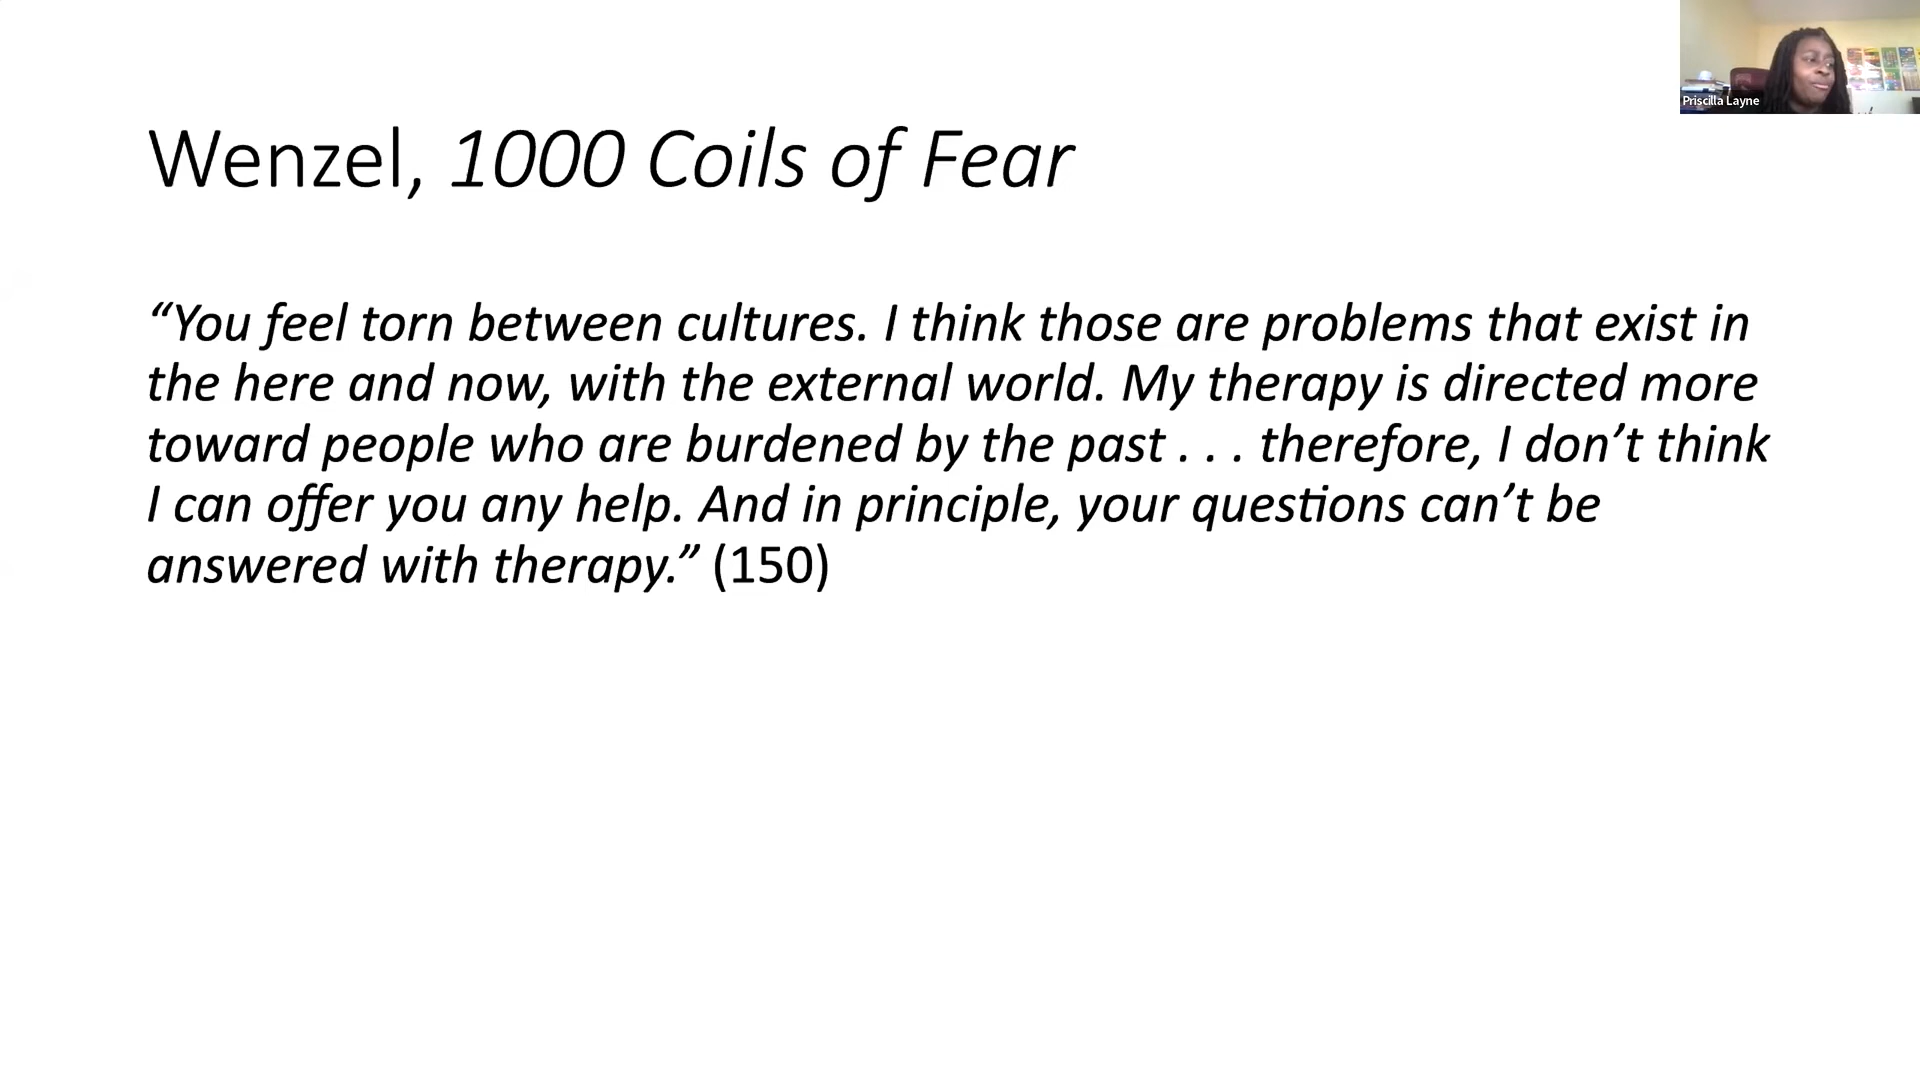 Priscilla Layne
Wenzel, 1000 Coils of Fear
“You feel torn between cultures. I think those are problems that exist in
the here and now, with the external world. My therapy is directed more
toward people who are burdened by the past . . . therefore, I don’t think
I can offer you any help. And in principle, your questions can’t be
answered with therapy.” (150)